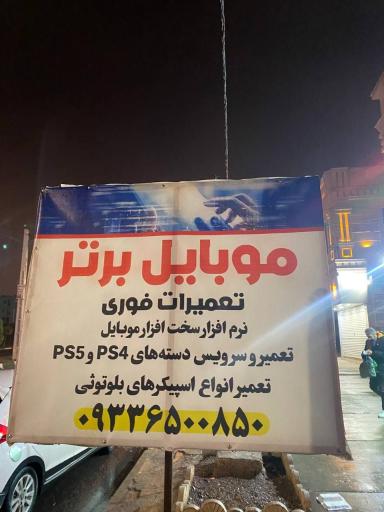 موبایل برتر
تعمیرات فوری
نرم افزار سخت افزار موبایل
تعمیر و سرویس دسته های PS4 و PS5
تعمیر انواع اسپیکرهای بلوتوثی
۰۹۳۳۶۵۰۰۸۵۰